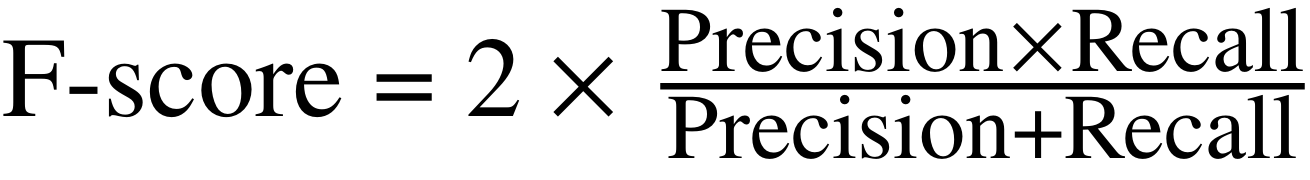 F-score = 2 × Precision×Recall
Precision+Recall